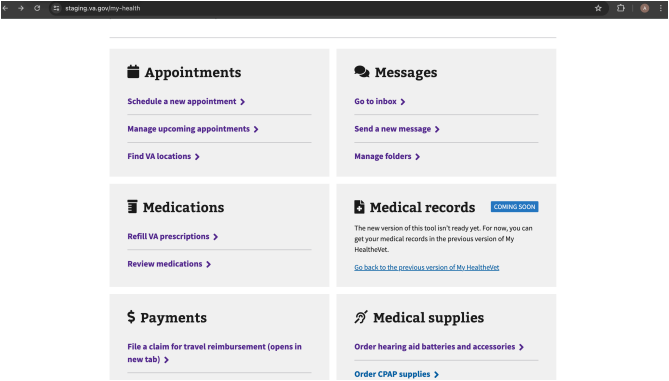 staging.va.gov/my-health
A
Appointments
Schedule a new appointment
Manage upcoming appointments
Find VA locations
Messages
Go to inbox
Send a new message
Manage folders
Medications
Refill VA prescriptions
Review medications
Medical records
COMING SOON
The new version of this tool isn't ready yet. For now, you can
get your medical records in the previous version of My
HealtheVet.
Go back to the previous version of My HealtheVet
Payments
File a claim for travel reimbursement (opens in
new tab)
Medical supplies
Order hearing aid batteries and accessories
Order CPAP supplies